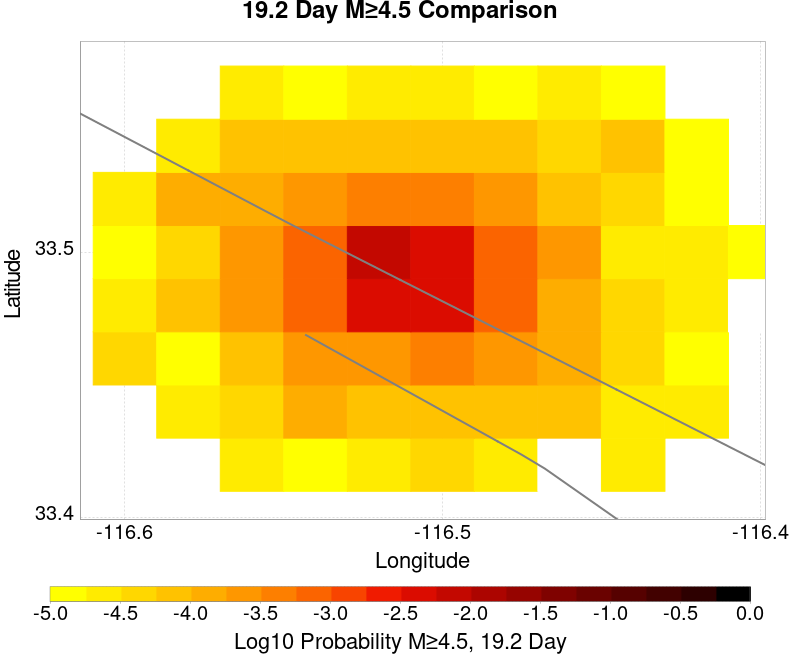 19.2 Day M≥4.5 Comparison
Latitude
33.5
33.4
-116.6 -116.5 -116.4
Longitude
-5.0 -4.5 -4.0 -3.5 -3.0 -2.5 -2.0 -1.5 -1.0 -0.5 0.0
Log10 Probability M≥4.5, 19.2 Day